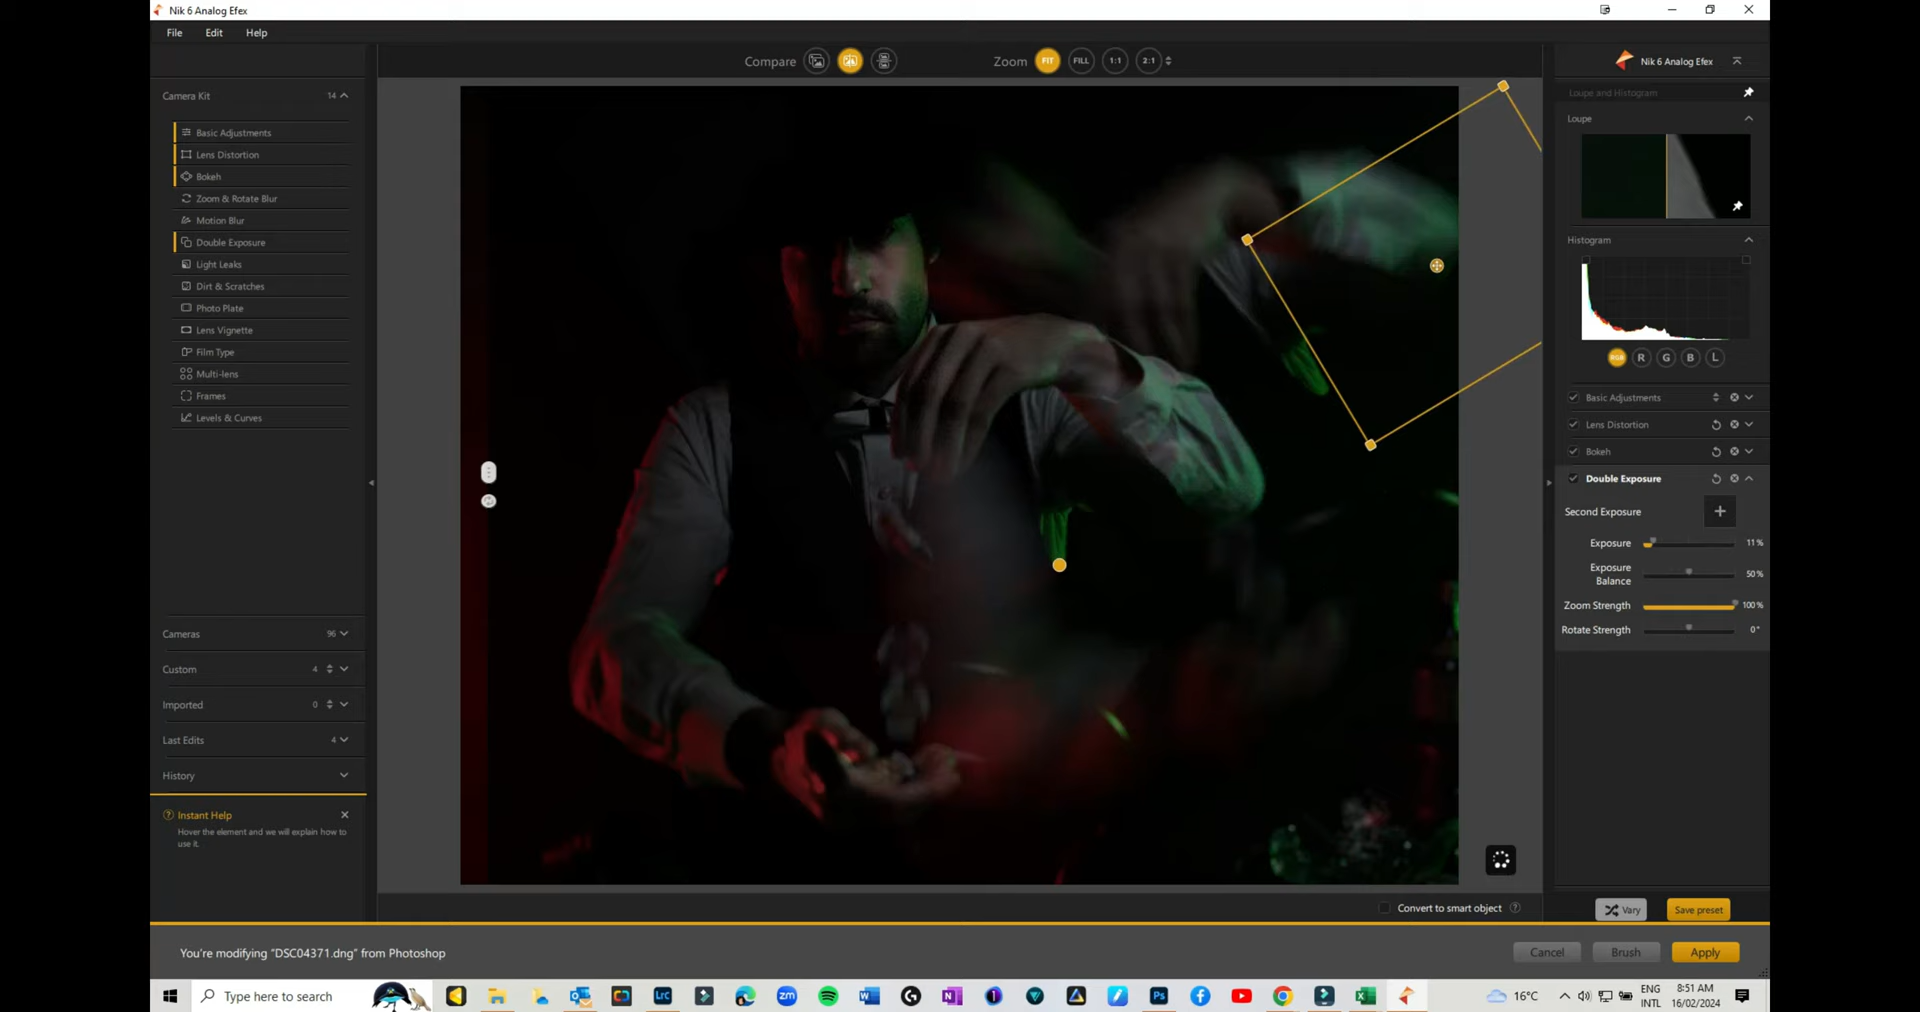 Nik 6 Analog Efex
File Edit Help
Compare Zoom FIT FILL 1:1 2:1
Nik 6 Analog Efex
Camera Kit 14
Basic Adjustments
Lens Distortion
Bokeh
Zoom & Rotate Blur
Motion Blur
Double Exposure
Light Leaks
Dirt & Scratches
Photo Plate
Lens Vignette
Film Type
Multi-lens
Frames
Levels & Curves
Cameras 96
Custom 4
Imported 0
Last Edits 4
History
Instant Help
Hover the element and we will explain how to
use it.
Loupe and Histogram
Loupe
Histogram
RGB R G B L
Basic Adjustments
Lens Distortion
Bokeh
Double Exposure
Second Exposure
Exposure 11%
Exposure
Balance 50%
Zoom Strength 100%
Rotate Strength 0°
Convert to smart object
Vary Save preset
You're modifying "DSC04371.dng" from Photoshop
Cancel Brush Apply
Type here to search
Lrc
zm
W
G
N
Ps
X
16°C
ENG
INTL
8:51 AM
16/02/2024